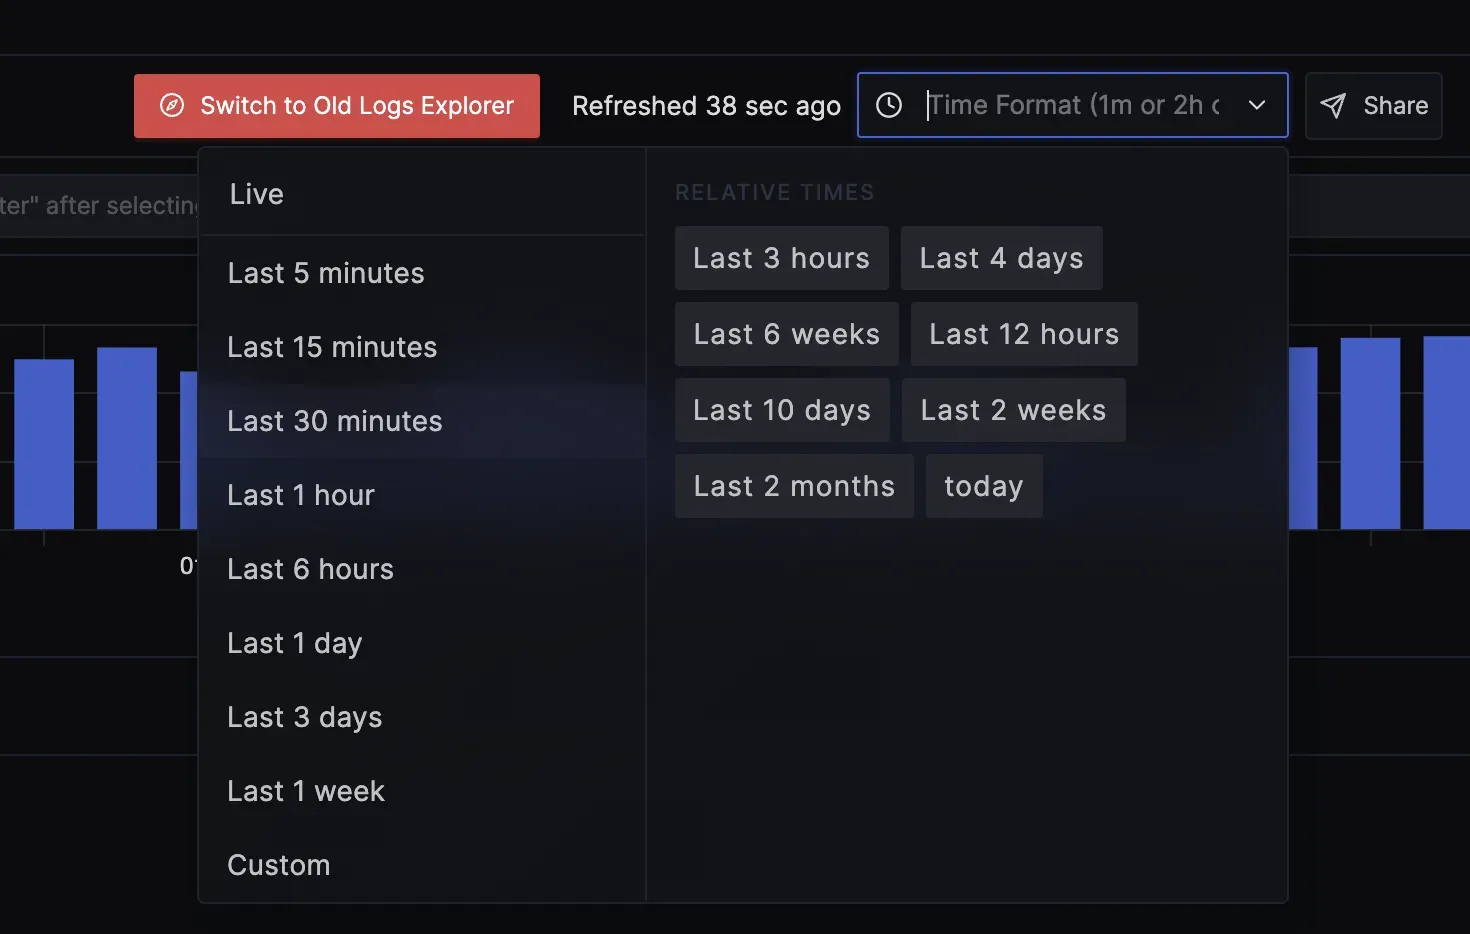 Switch to Old Logs Explorer
Refreshed 38 sec ago
Time Format (1m or 2h
Share
after selecting
Live
Last 5 minutes
Last 15 minutes
Last 30 minutes
Last 1 hour
Last 6 hours
Last 1 day
Last 3 days
Last 1 week
Custom
RELATIVE TIMES
Last 3 hours
Last 4 days
Last 6 weeks
Last 12 hours
Last 10 days
Last 2 weeks
Last 2 months
today